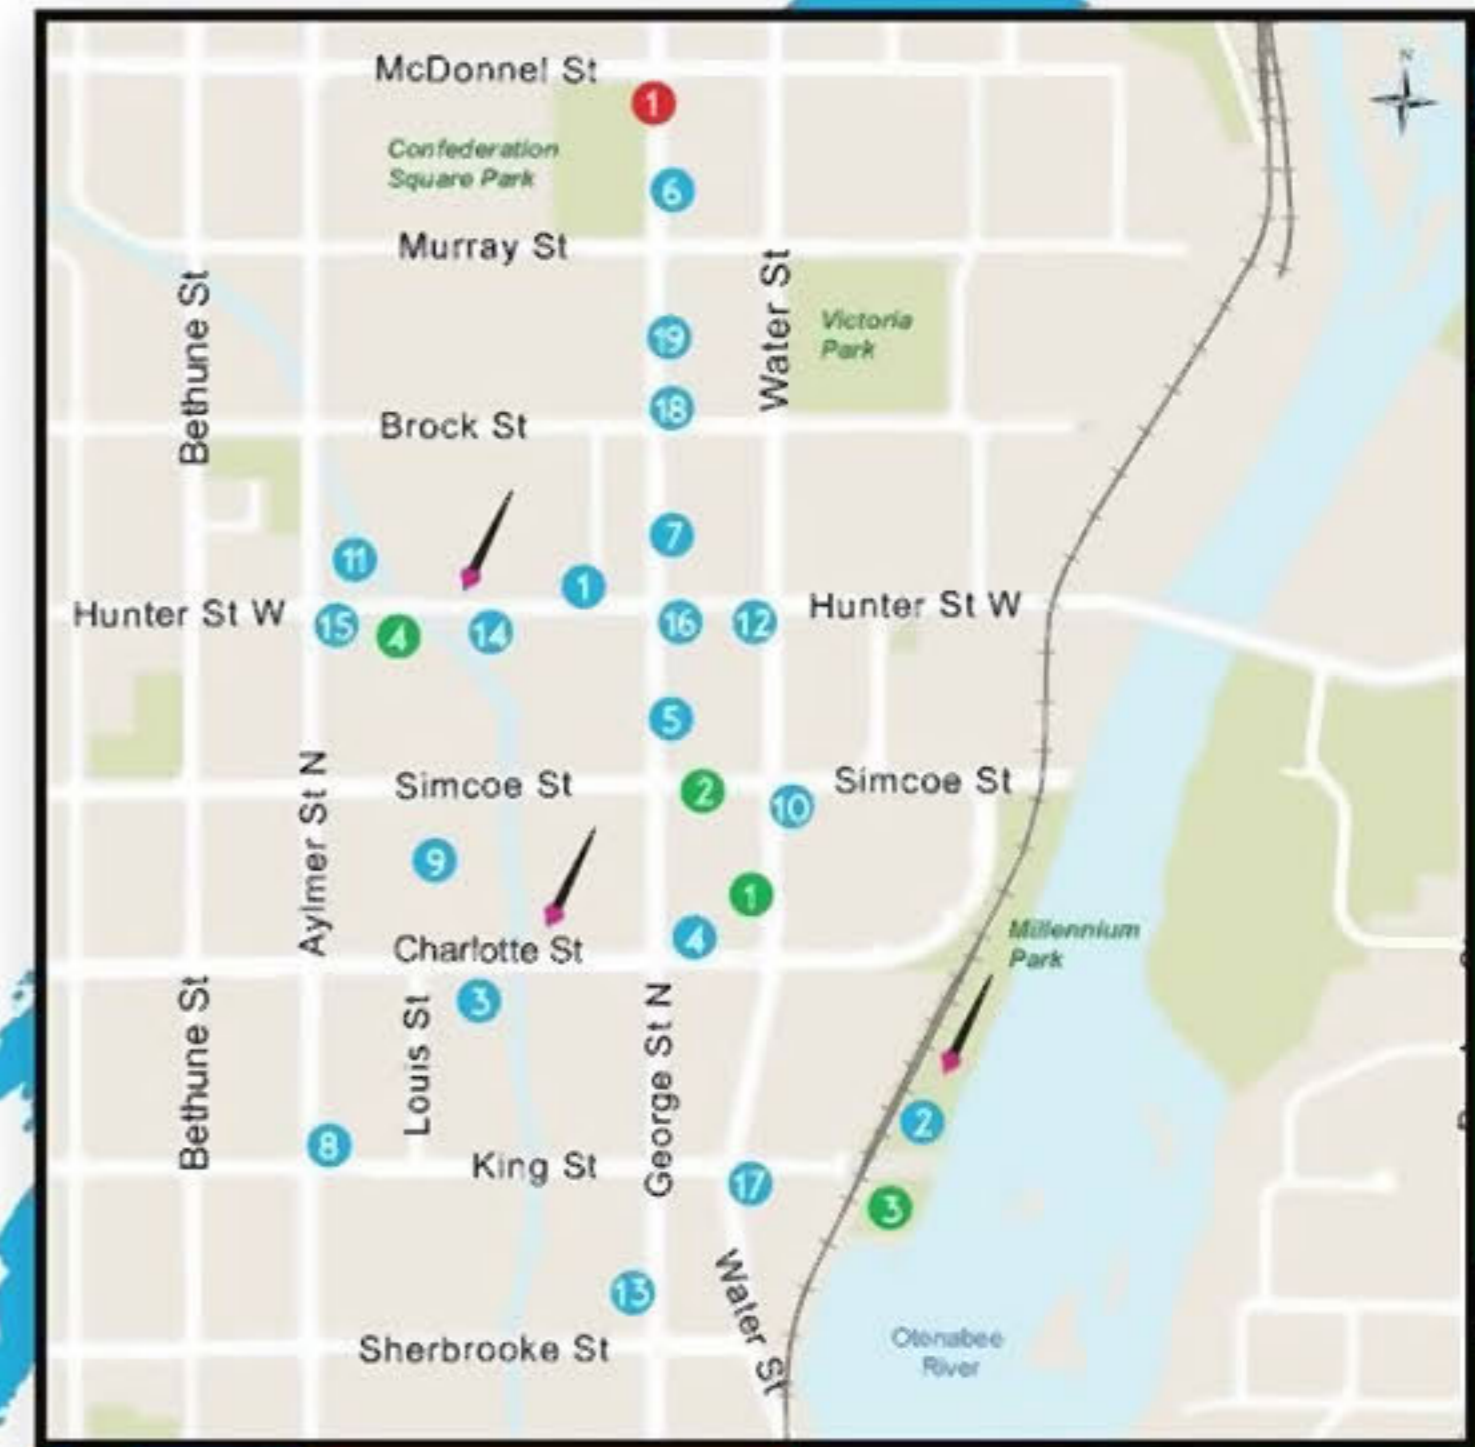 N
McDonnel St
1
Confederation
Square Park
6
Murray St
Bethune St
Water St
19
Victoria
Park
18
Brock St
7
11
1
Hunter St W
15
4
14
16
12
Hunter St W
5
Aylmer St N
Simcoe St
2
10
Simcoe St
9
1
4
Charlotte St
Millennium
Park
3
Bethune St
Louis St
George St N
2
8
King St
17
3
Water St
13
Sherbrooke St
Otonabee
River